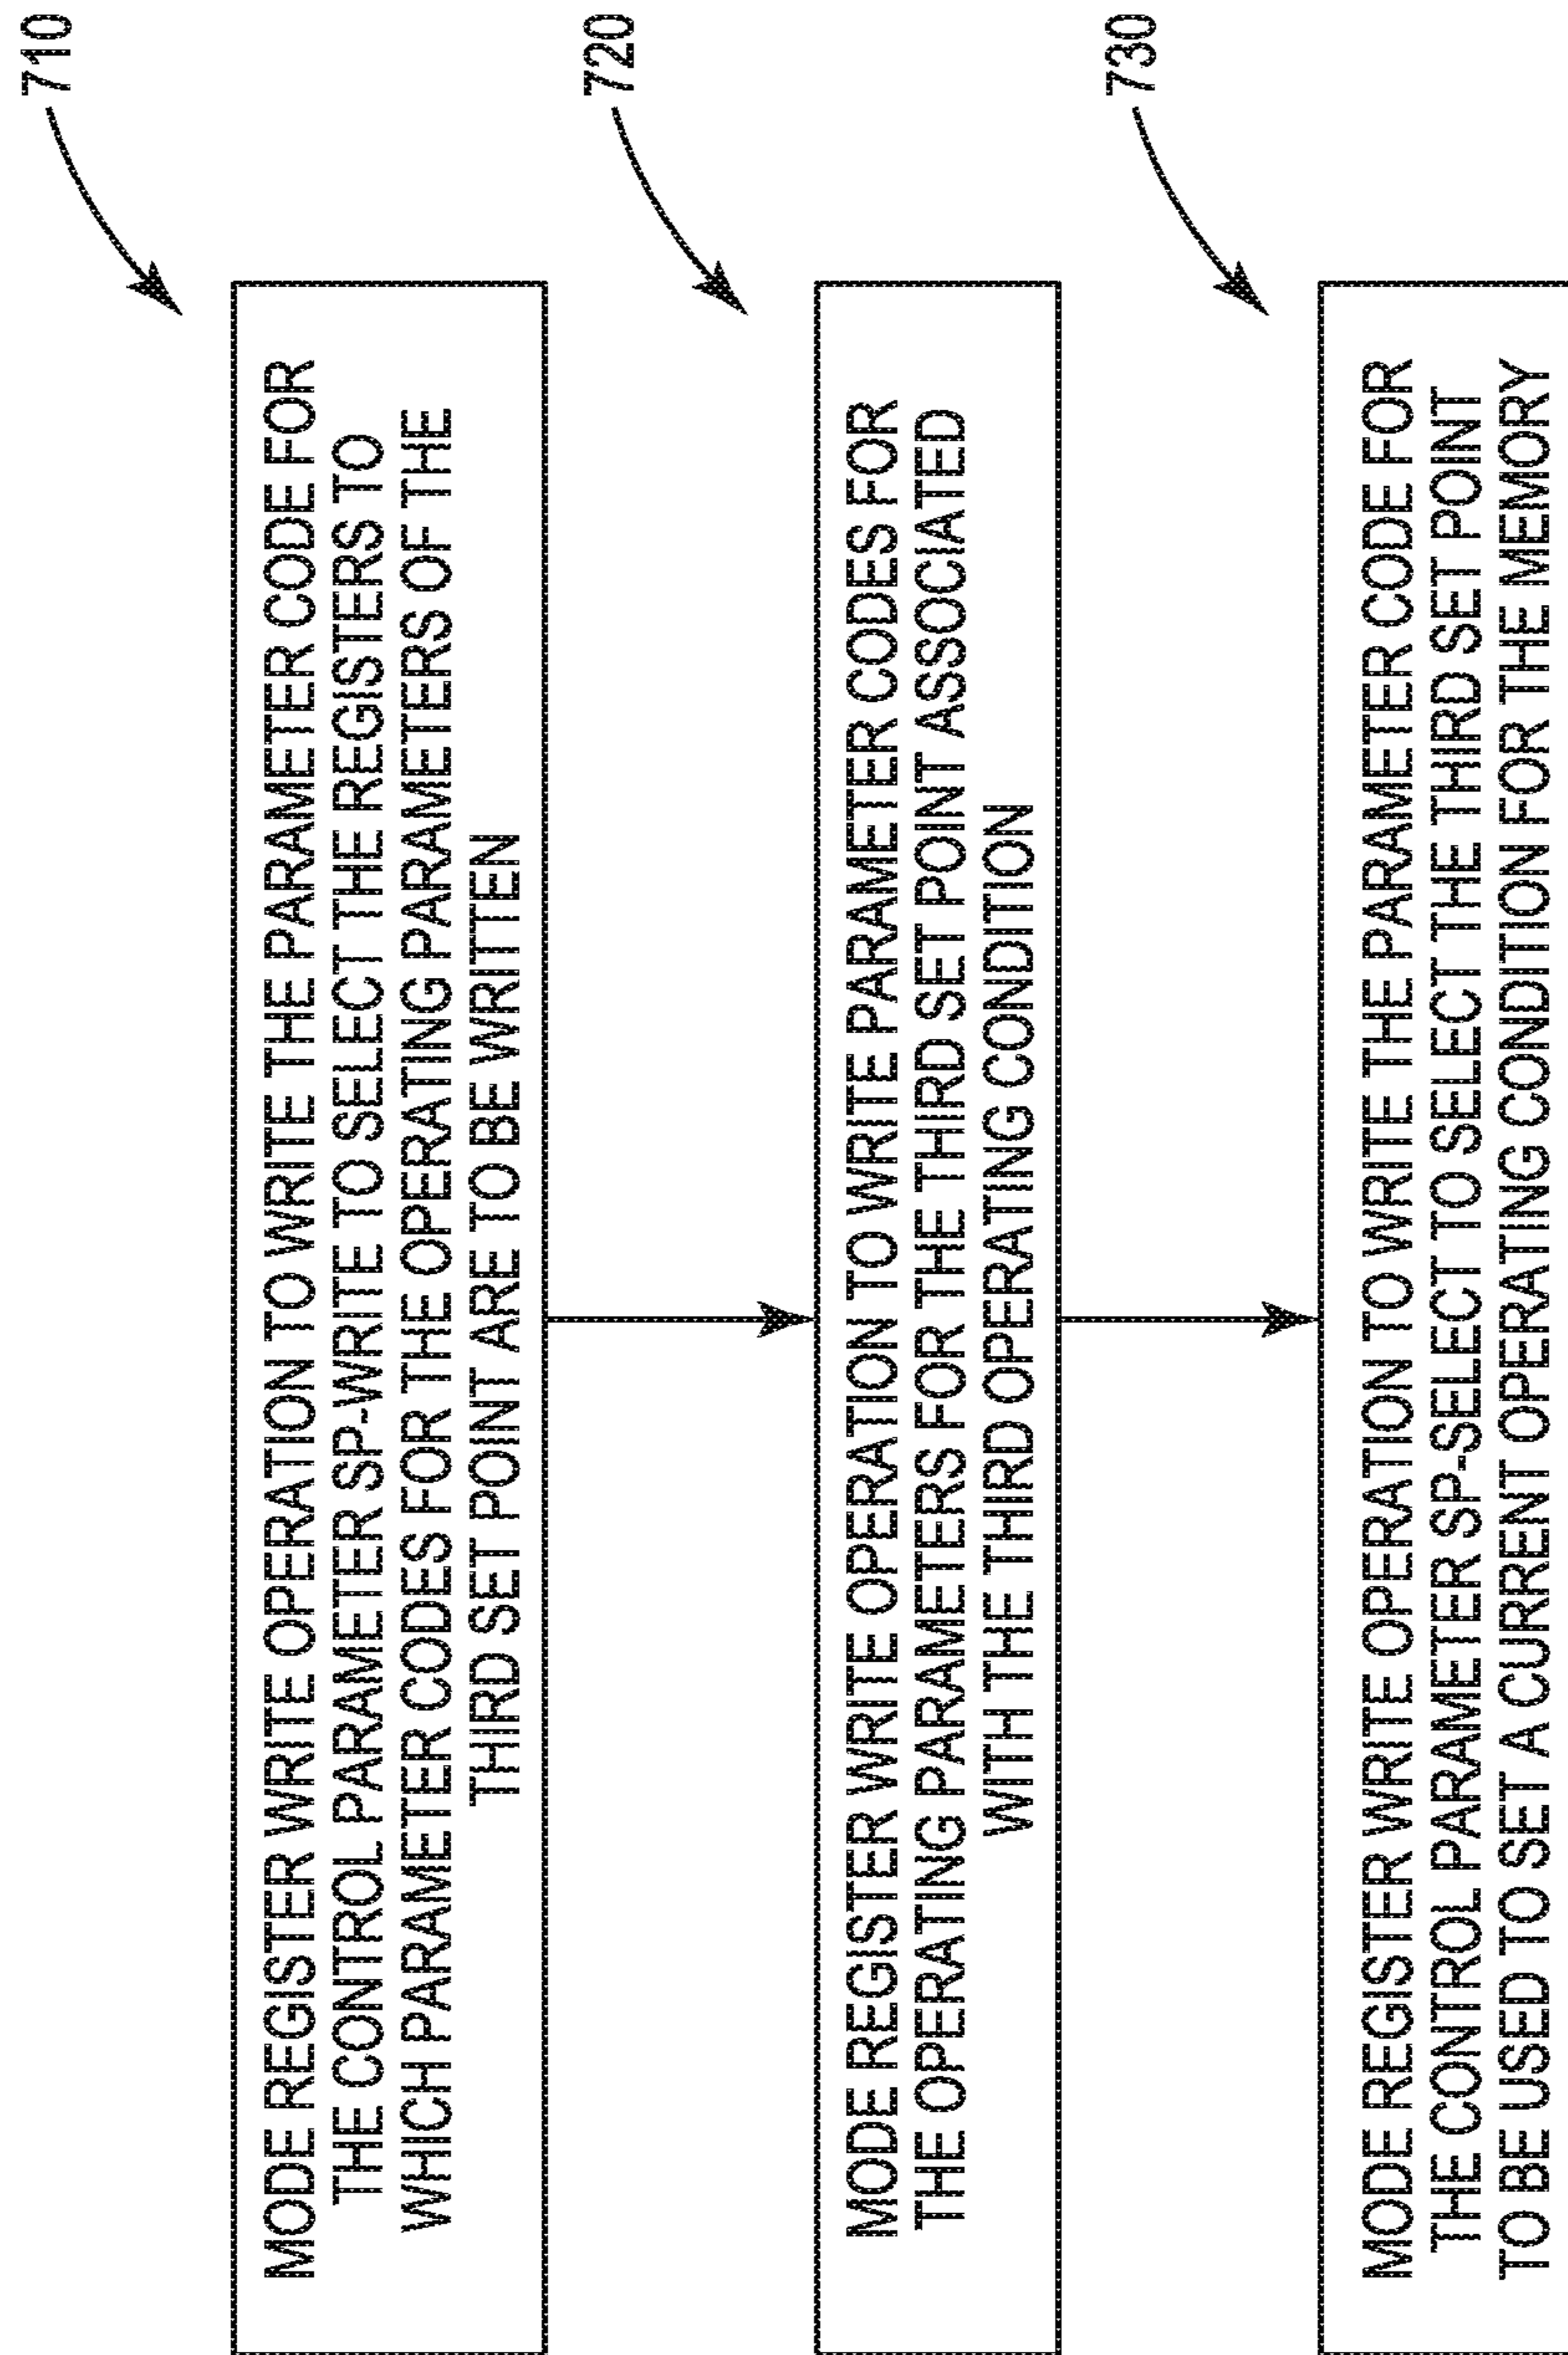 710
MODE REGISTER WRITE OPERATION TO WRITE THE PARAMETER CODE FOR
THE CONTROL PARAMETER SP-WRITE TO SELECT THE REGISTERS TO
WHICH PARAMETER CODES FOR THE OPERATING PARAMETERS OF THE
THIRD SET POINT ARE TO BE WRITTEN
720
MODE REGISTER WRITE OPERATION TO WRITE PARAMETER CODES FOR
THE OPERATING PARAMETERS FOR THE THIRD SET POINT ASSOCIATED
WITH THE THIRD OPERATING CONDITION
730
MODE REGISTER WRITE OPERATION TO WRITE THE PARAMETER CODE FOR
THE CONTROL PARAMETER SP-SELECT TO SELECT THE THIRD SET POINT
TO BE USED TO SET A CURRENT OPERATING CONDITION FOR THE MEMORY